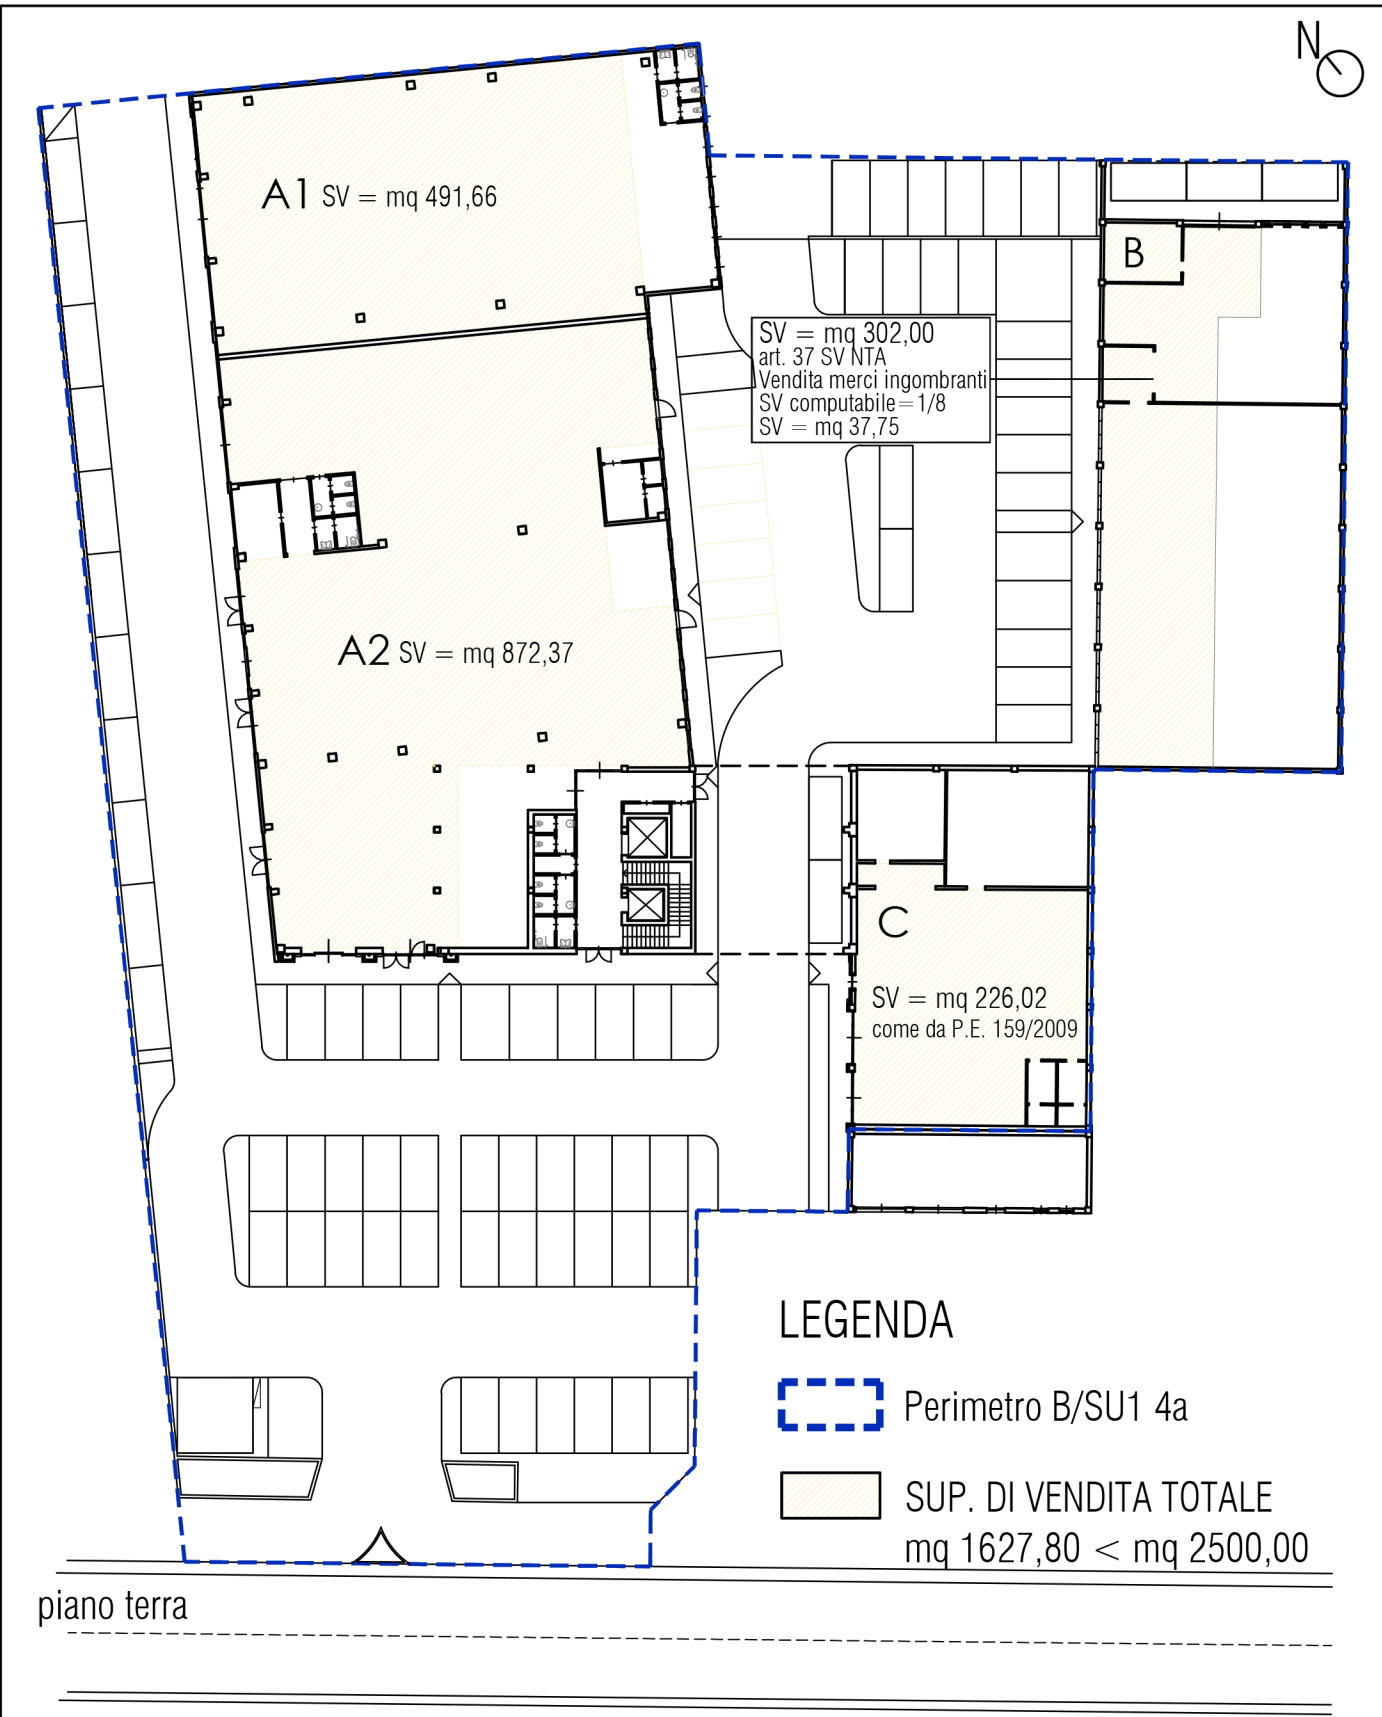 N
A1 SV = mq 491,66
B
SV = mq 302,00
art. 37 SV NTA
Vendita merci ingombranti
SV computabile=1/8
SV = mq 37,75
A2 SV = mq 872,37
C
SV = mq 226,02
come da P.E. 159/2009
LEGENDA
Perimetro B/SU1 4a
SUP. DI VENDITA TOTALE
mq 1627,80 < mq 2500,00
piano terra